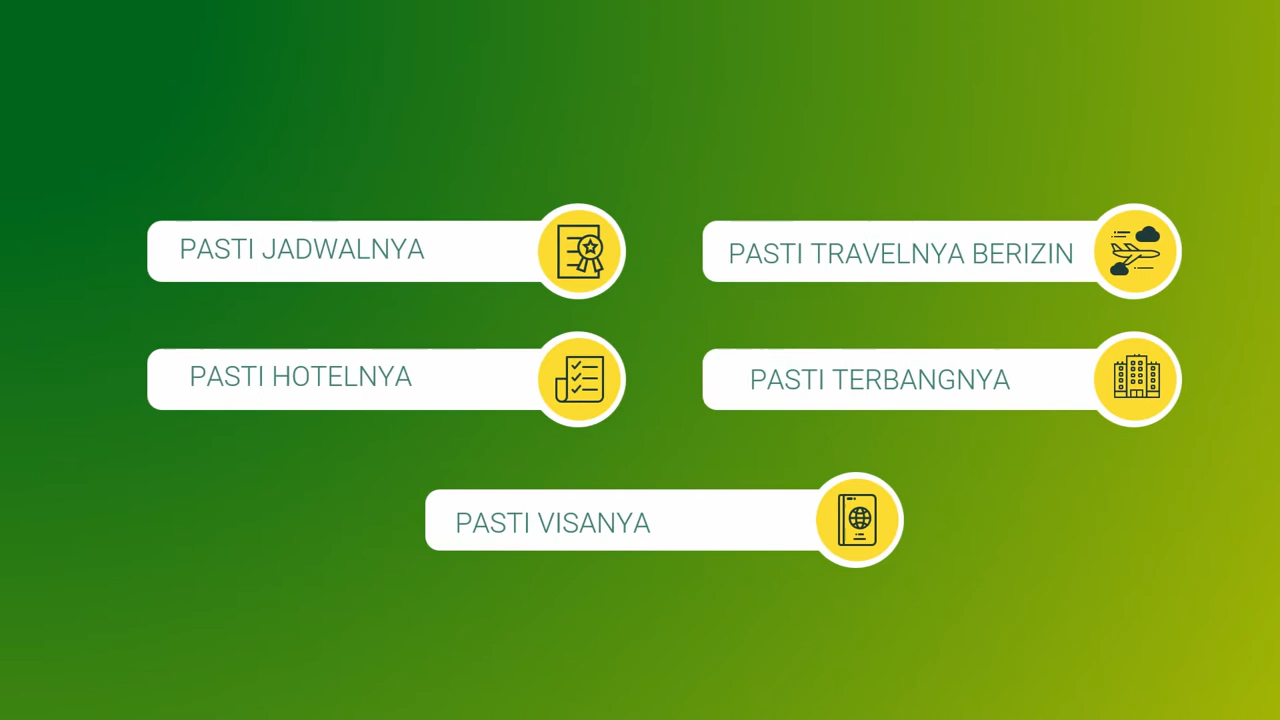 PASTI JADWALNYA
PASTI TRAVELNYA BERIZIN
PASTI HOTELNYA
PASTI TERBANGNYA
PASTI VISANYA